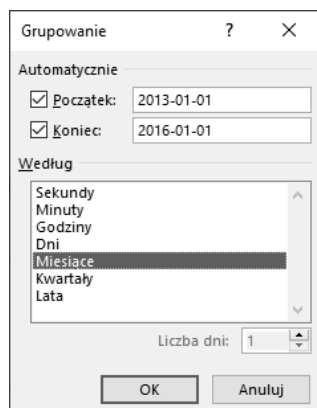 Grupowanie ? ×
Automatycznie
Początek: 2013-01-01
Koniec: 2016-01-01
Według
Sekundy
Minuty
Godziny
Dni
Miesiące
Kwartały
Lata
Liczba dni: 1
OK Anuluj